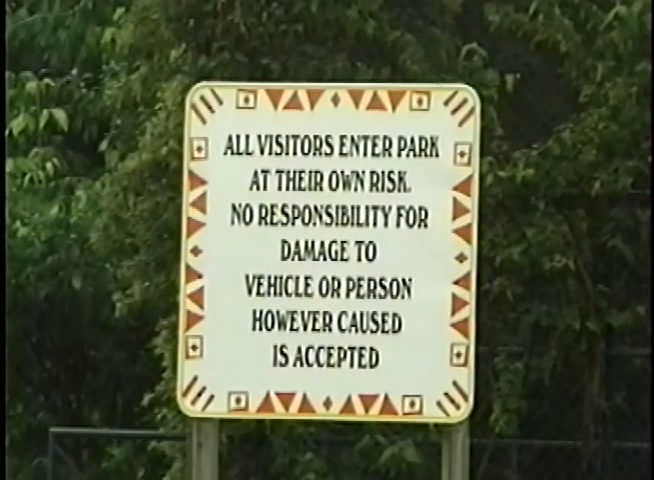 ALL VISITORS ENTER PARK
AT THEIR OWN RISK.
NO RESPONSIBILITY FOR
DAMAGE TO
VEHICLE OR PERSON
HOWEVER CAUSED
IS ACCEPTED